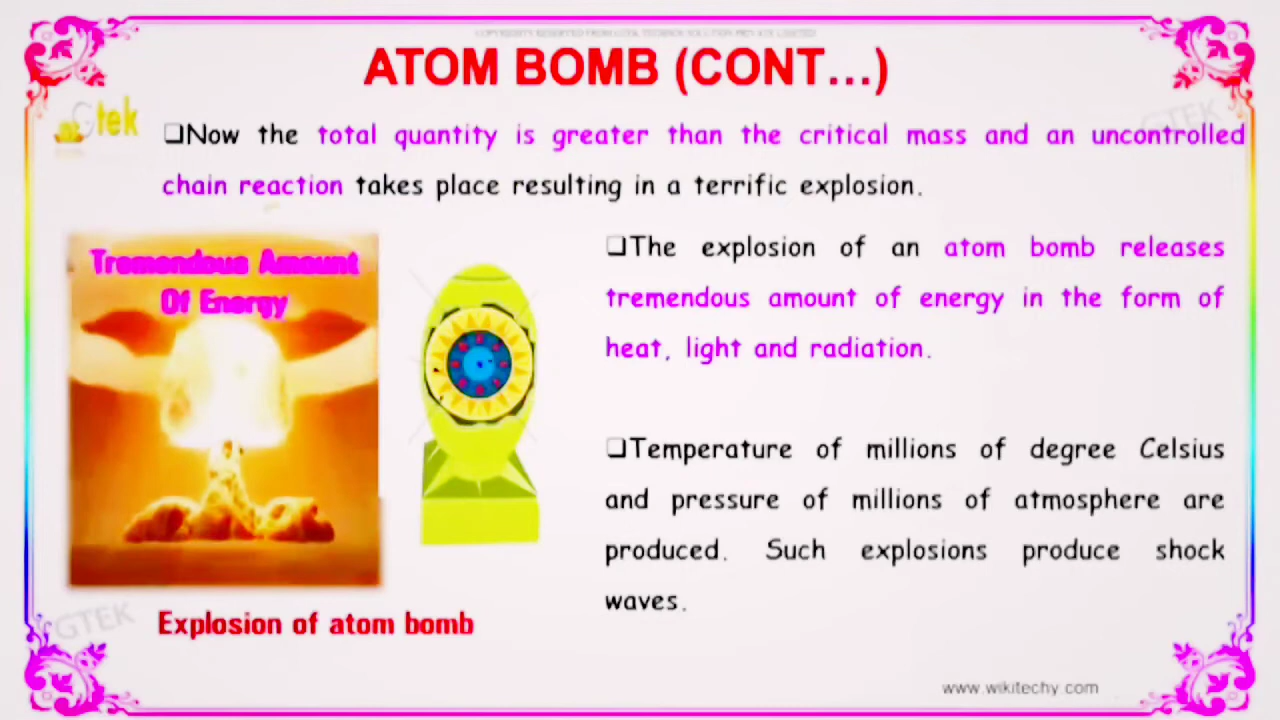 ATOM BOMB (CONT...)
Gtek
GTEK
❑Now the total quantity is greater than the critical mass and an uncontrolled
chain reaction takes place resulting in a terrific explosion.
Tremendous Amount
Of Energy
❑The explosion of an atom bomb releases
tremendous amount of energy in the form of
heat, light and radiation.
❑Temperature of millions of degree Celsius
and pressure of millions of atmosphere are
produced. Such explosions produce shock
waves.
GTEK
Explosion of atom bomb
www.wikitechy.com